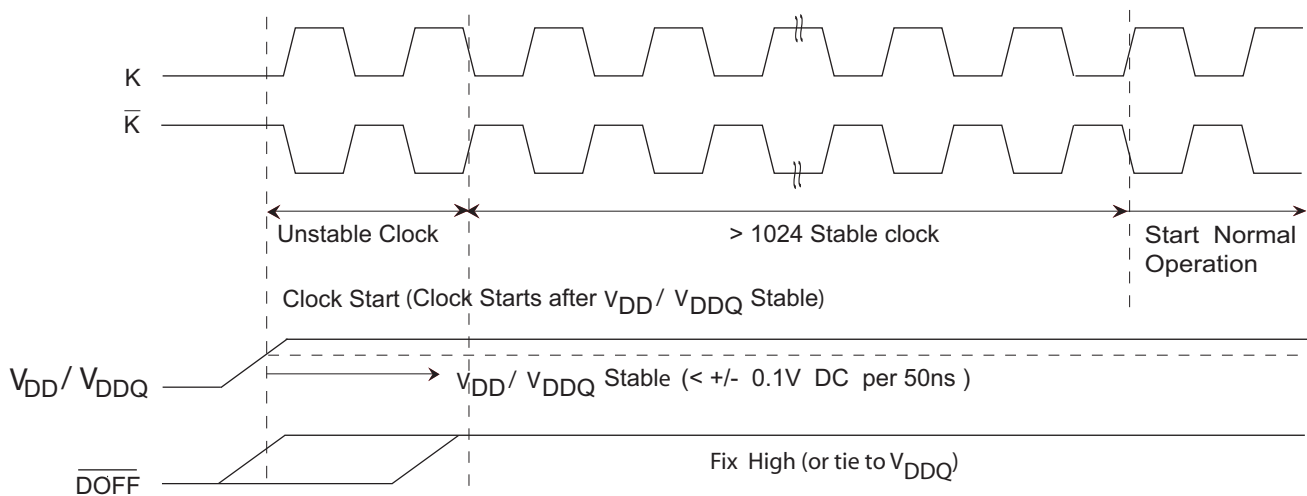 K
K̅
Unstable Clock
> 1024 Stable clock
Start Normal
Operation
Clock Start (Clock Starts after VDD / VDDQ Stable)
VDD / VDDQ
VDD / VDDQ Stable (< +/- 0.1V DC per 50ns )
Fix High (or tie to VDDQ)
D̅O̅F̅F̅